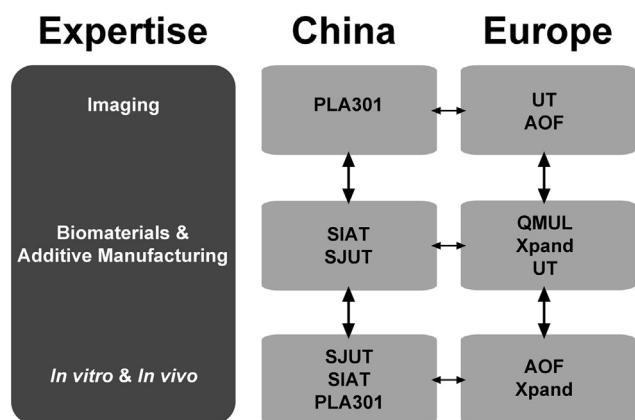 Expertise
China
Europe
Imaging
PLA301
UT
AOF
Biomaterials &
Additive Manufacturing
SIAT
SJUT
QMUL
Xpand
UT
In vitro & In vivo
SJUT
SIAT
PLA301
AOF
Xpand